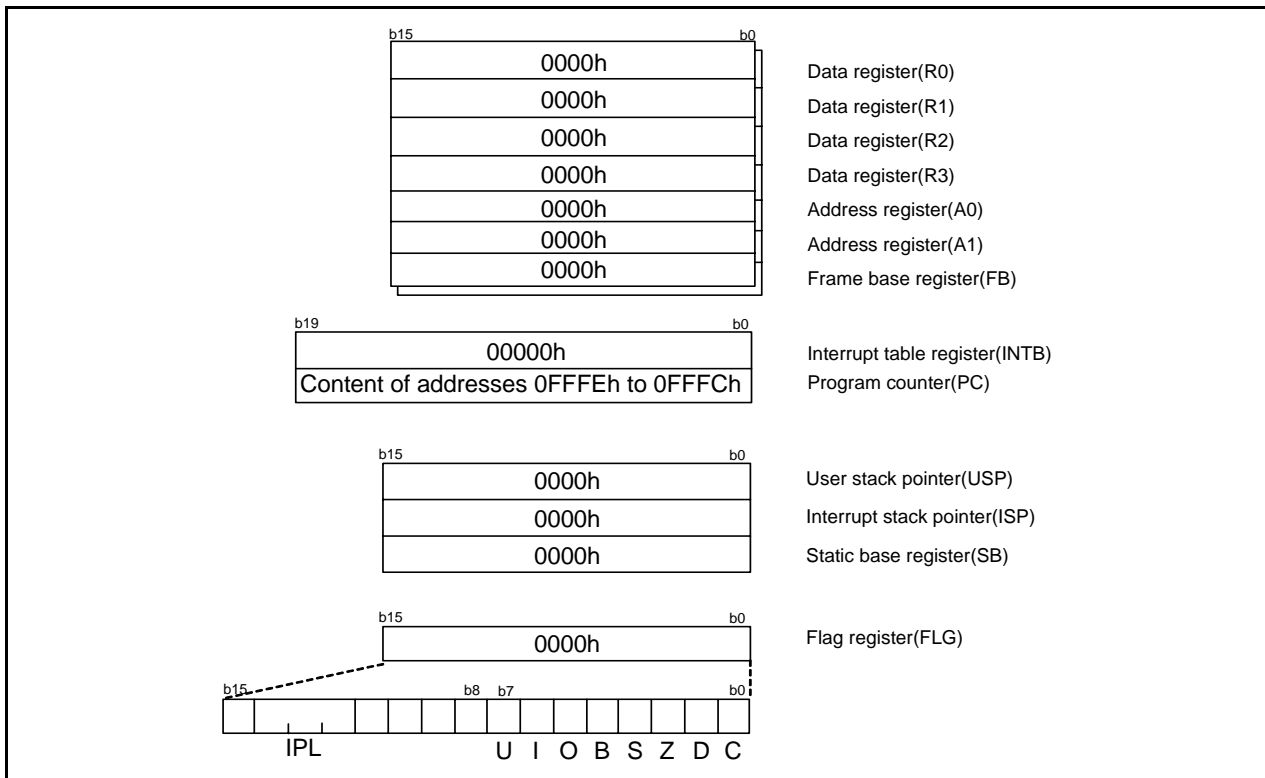 b15 b0
0000h Data register(R0)
0000h Data register(R1)
0000h Data register(R2)
0000h Data register(R3)
0000h Address register(A0)
0000h Address register(A1)
0000h Frame base register(FB)
b19 b0
00000h Interrupt table register(INTB)
Content of addresses 0FFFEh to 0FFFCh Program counter(PC)
b15 b0
0000h User stack pointer(USP)
0000h Interrupt stack pointer(ISP)
0000h Static base register(SB)
b15 b0
0000h Flag register(FLG)
b15 b8 b7 b0
IPL U I O B S Z D C